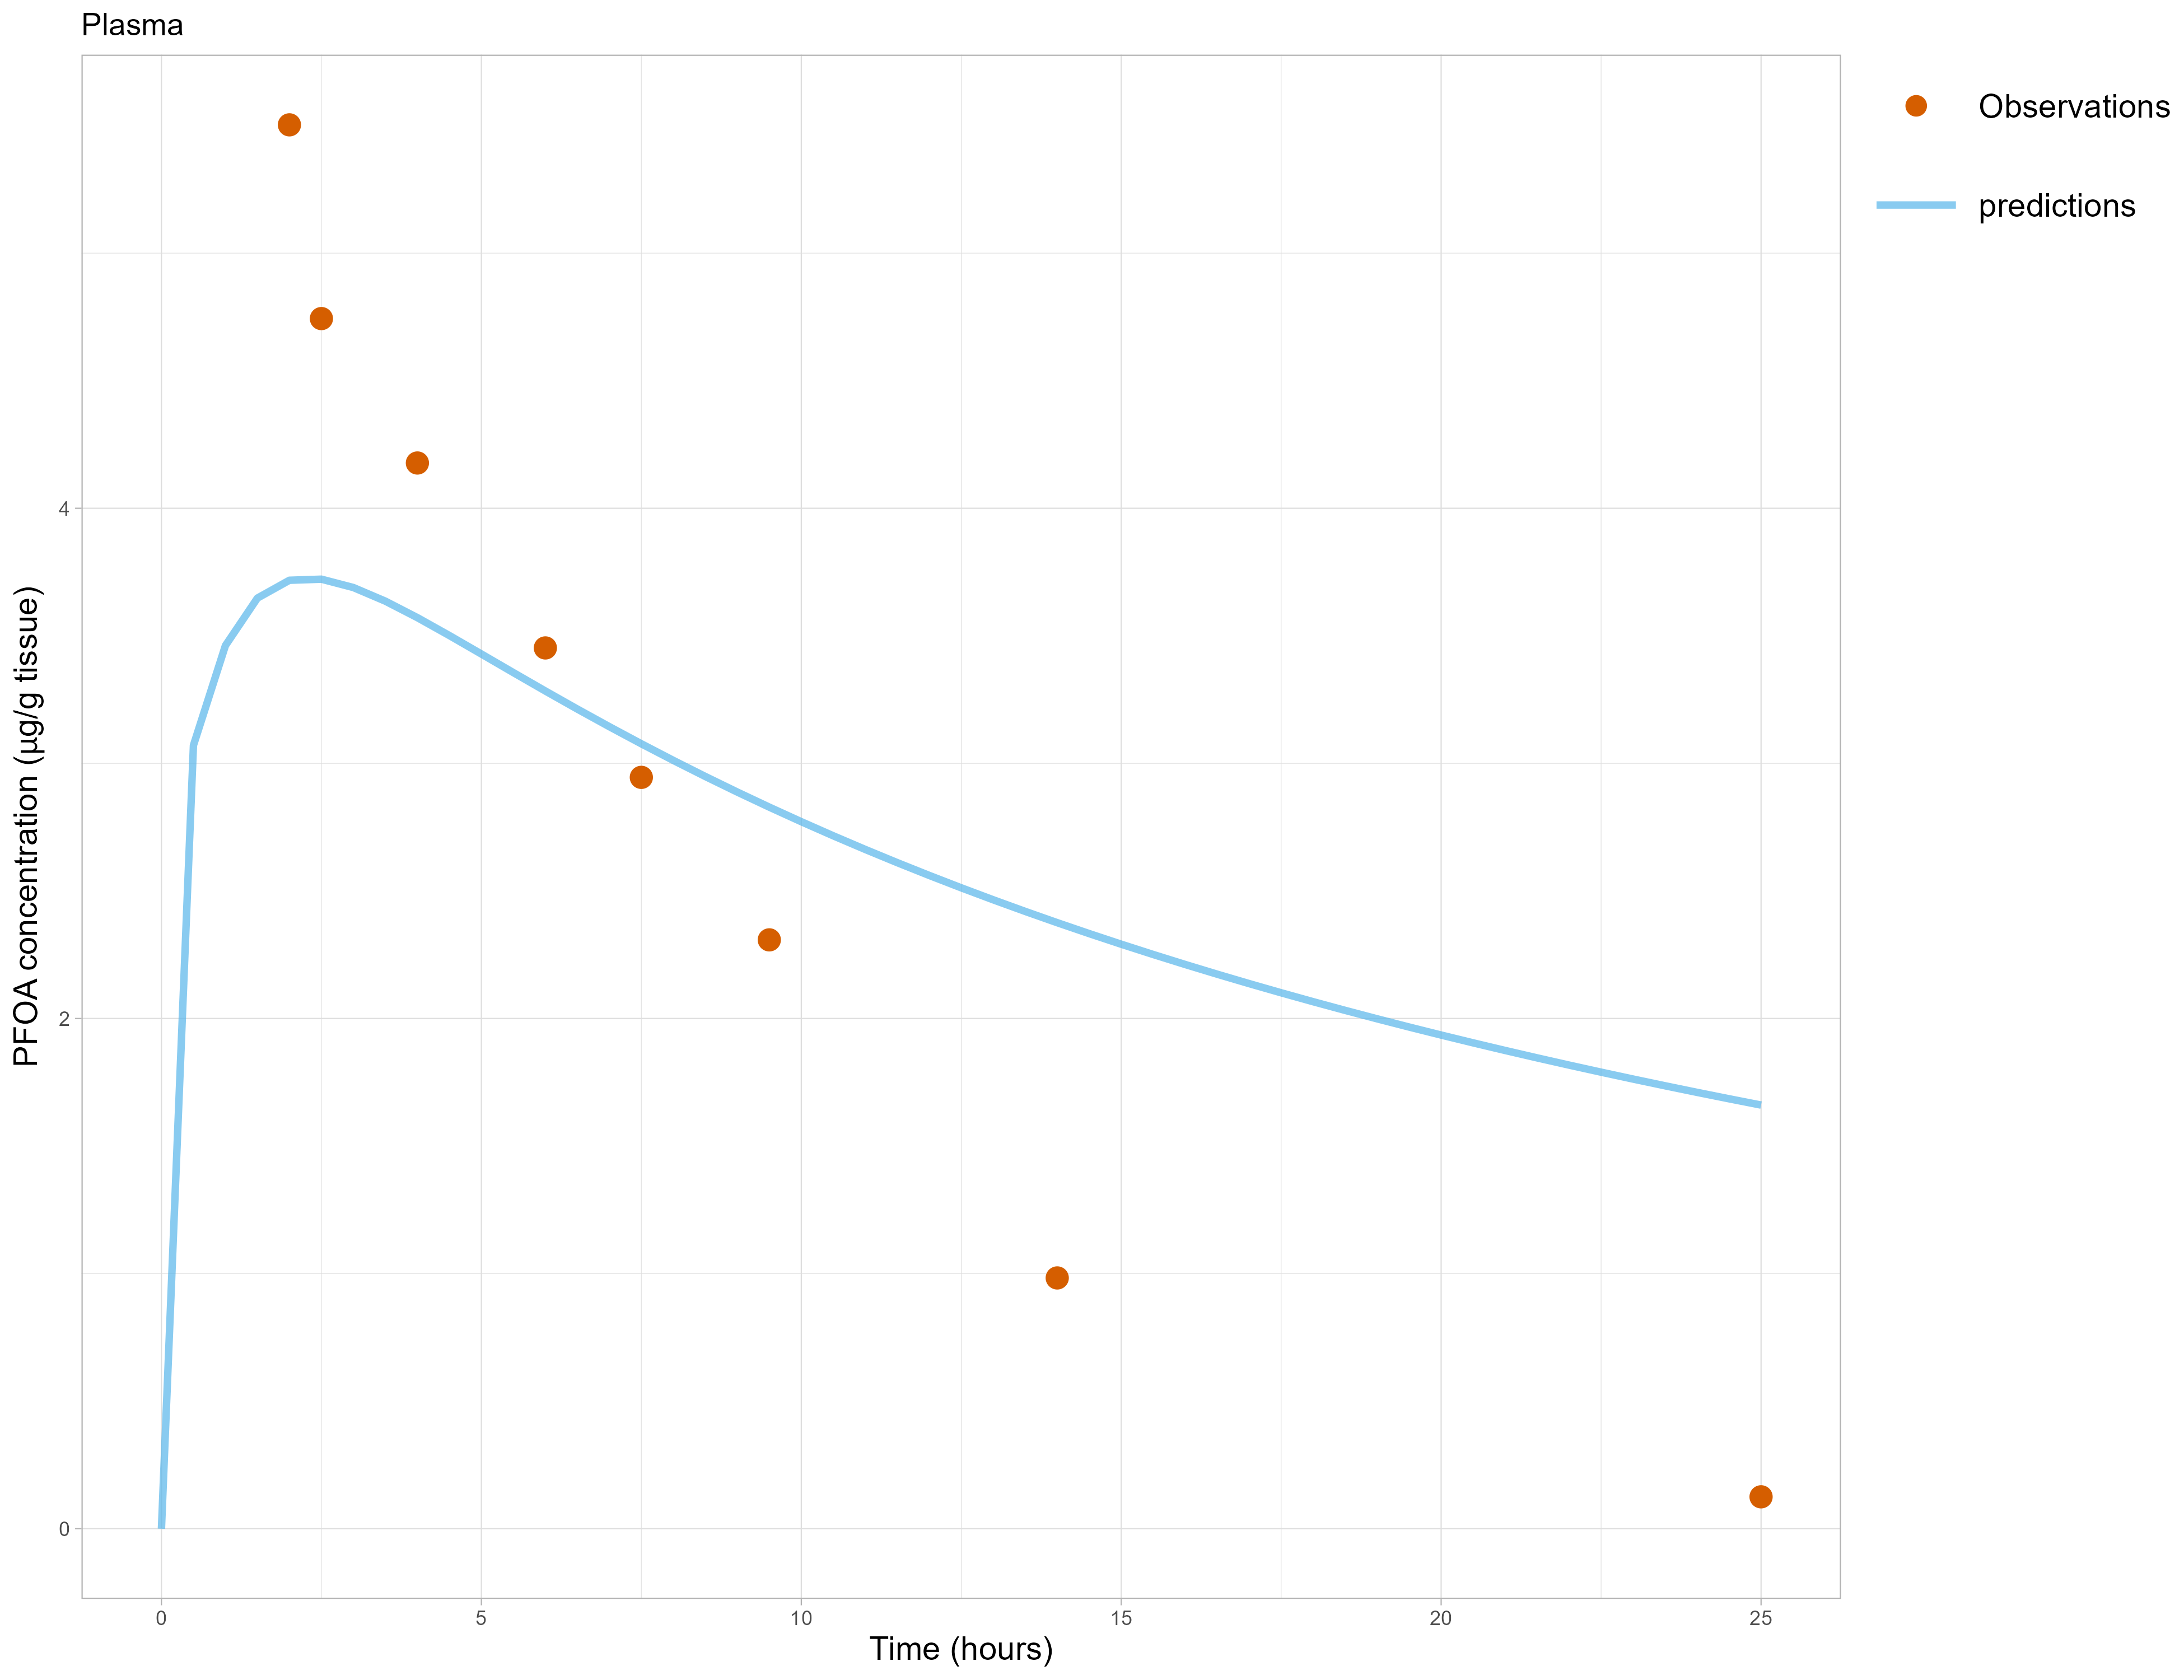 Plasma
Observations
predictions
PFOA concentration (µg/g tissue)
4
2
0
0 5 10 15 20 25
Time (hours)